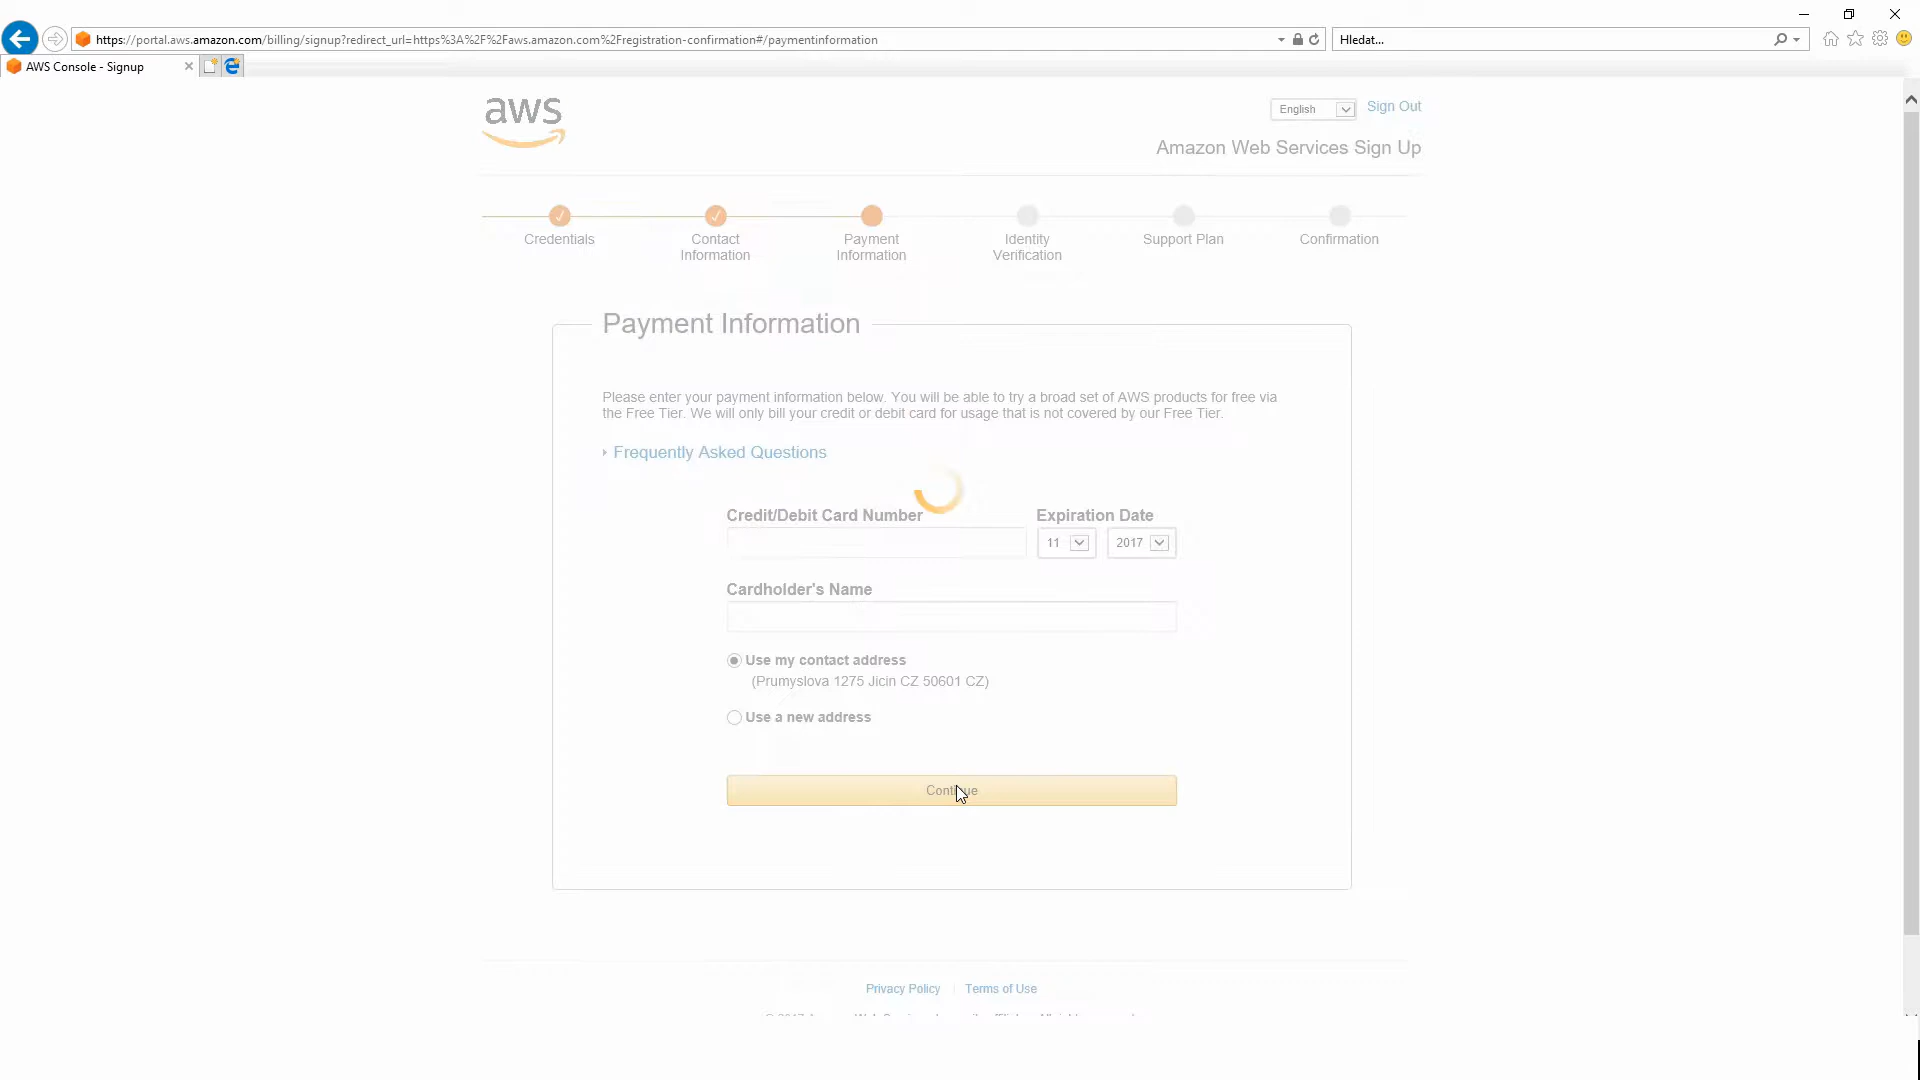 https://portal.aws.amazon.com/billing/signup?redirect_url=https%3A%2F%2Faws.amazon.com%2Fregistration-confirmation#/paymentinformation
Hledat...
AWS Console - Signup
aws
English
Sign Out
Amazon Web Services Sign Up
Credentials
Contact
Information
Payment
Information
Identity
Verification
Support Plan
Confirmation
Payment Information
Please enter your payment information below. You will be able to try a broad set of AWS products for free via
the Free Tier. We will only bill your credit or debit card for usage that is not covered by our Free Tier.
Frequently Asked Questions
Credit/Debit Card Number
Expiration Date
11
2017
Cardholder's Name
Use my contact address
(Prumyslova 1275 Jicin CZ 50601 CZ)
Use a new address
Continue
Privacy Policy
Terms of Use